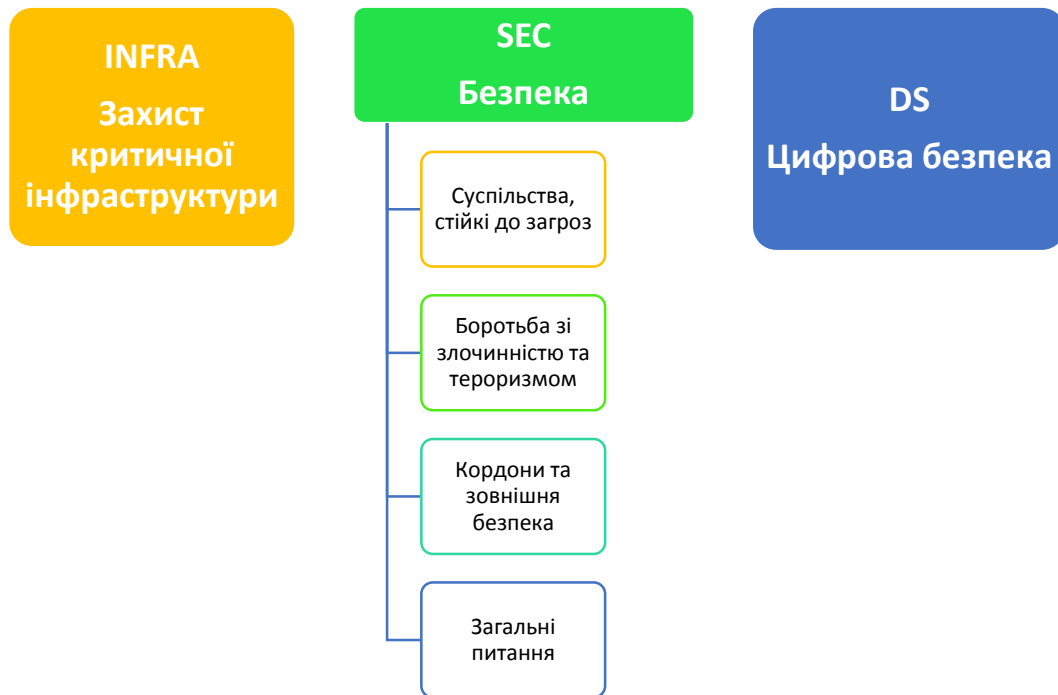 INFRA
Захист
критичної
інфраструктури
SEC
Безпека
Суспільства,
стійкі до загроз
Боротьба зі
злочинністю та
тероризмом
Кордони та
зовнішня
безпека
Загальні
питання
DS
Цифрова безпека